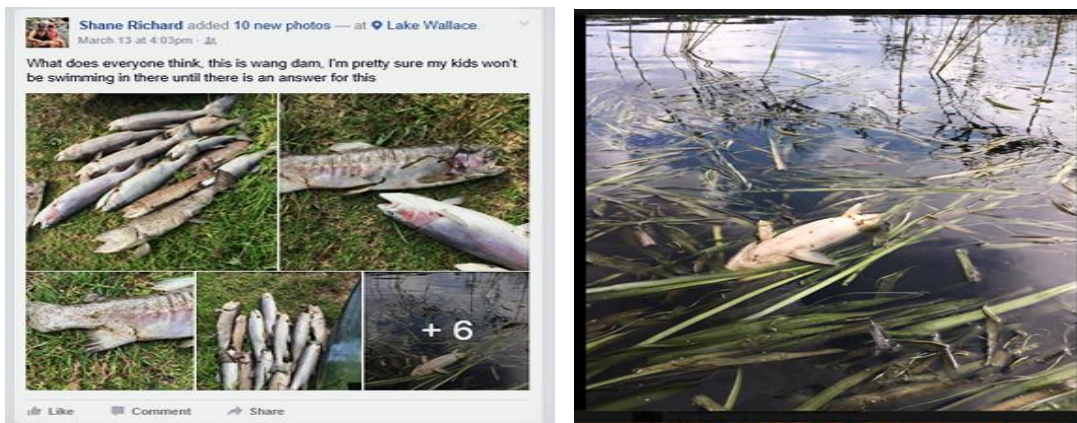 Shane Richard added 10 new photos — at Lake Wallace.
March 13 at 4:03pm ·
What does everyone think, this is wang dam, I'm pretty sure my kids won't
be swimming in there until there is an answer for this
+ 6
Like Comment Share